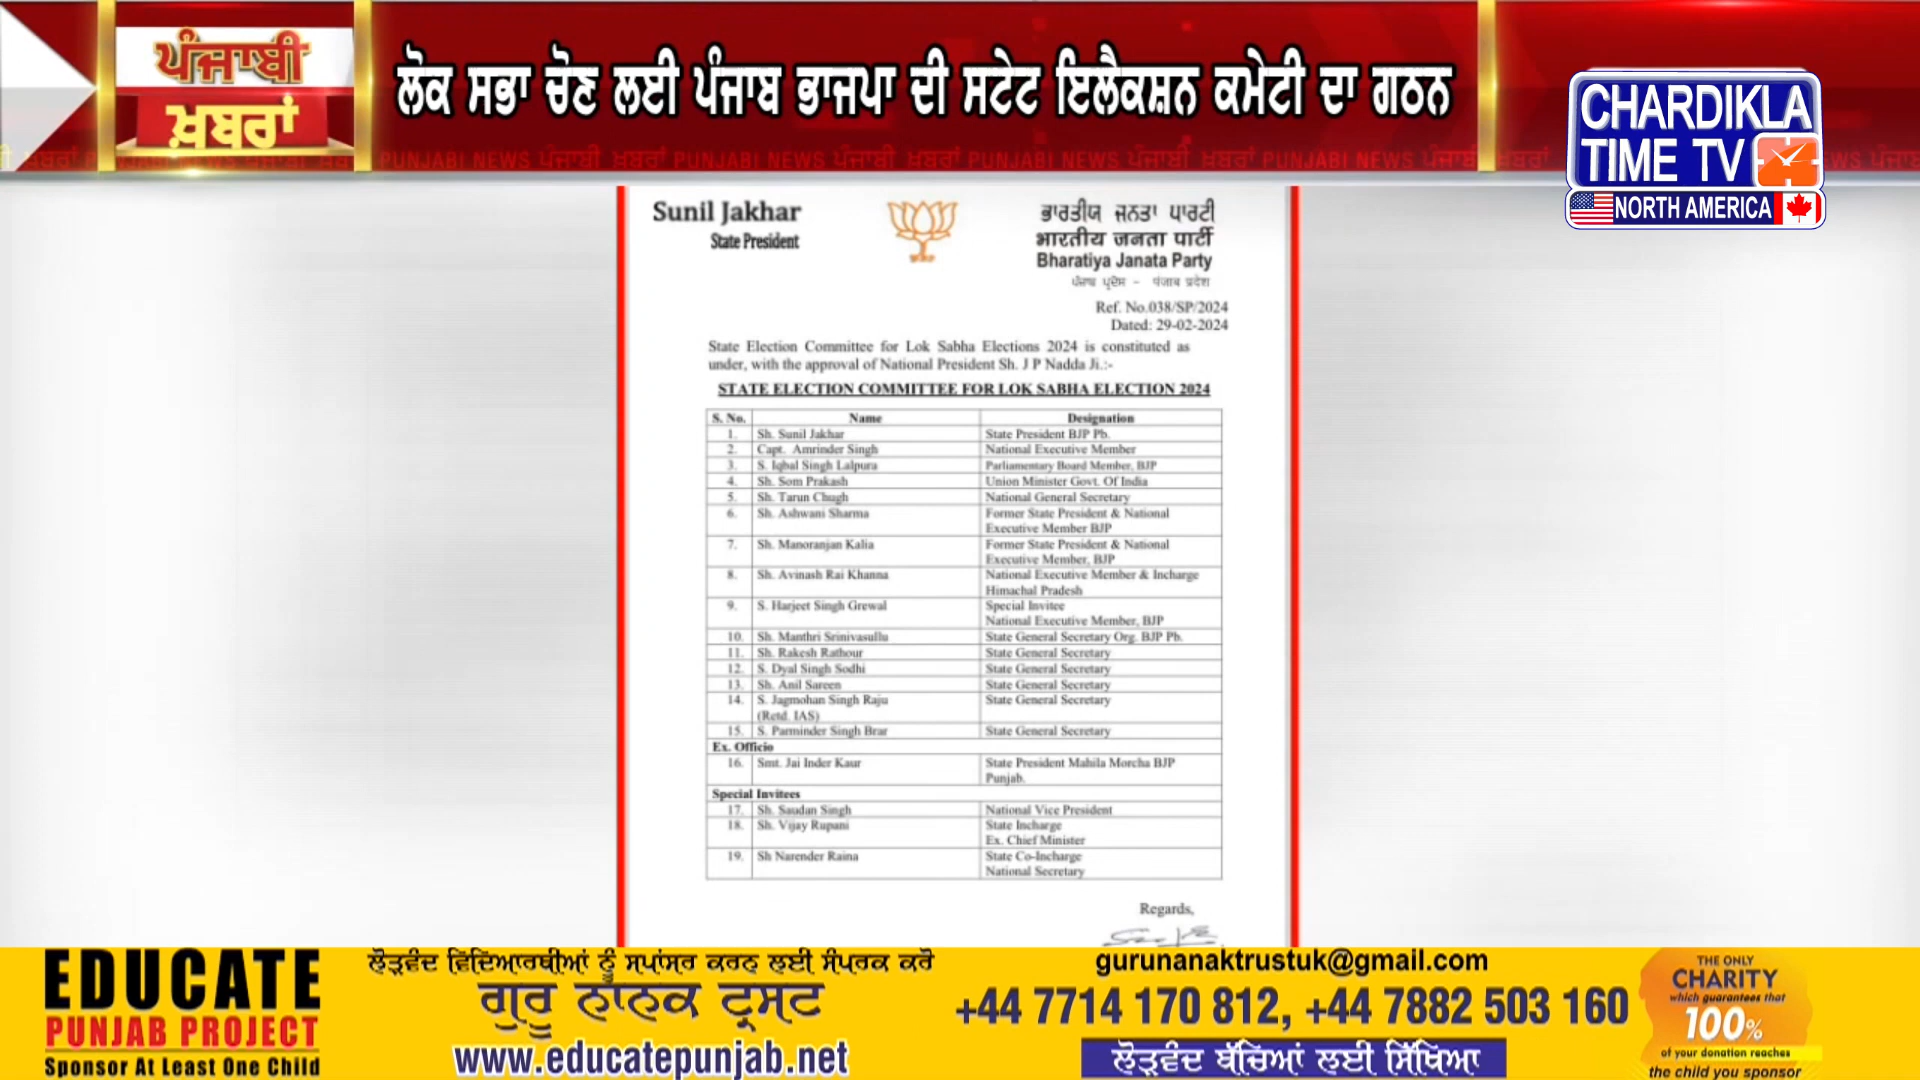 ਪੰਜਾਬੀ
ਖ਼ਬਰਾਂ
ਲੋਕ ਸਭਾ ਚੋਣ ਲਈ ਪੰਜਾਬ ਭਾਜਪਾ ਦੀ ਸਟੇਟ ਇਲੈਕਸ਼ਨ ਕਮੇਟੀ ਦਾ ਗਠਨ
PUNJABI NEWS ਪੰਜਾਬੀ ਖ਼ਬਰਾਂ PUNJABI NEWS ਪੰਜਾਬੀ ਖ਼ਬਰਾਂ PUNJABI NEWS ਪੰਜਾਬੀ ਖ਼ਬਰਾਂ PUNJABI NEWS ਪੰਜਾਬੀ ਖ਼ਬਰਾਂ
CHARDIKLA
TIME TV
NORTH AMERICA
Sunil Jakhar
State President
ਭਾਰਤੀਯ ਜਨਤਾ ਪਾਰਟੀ
भारतीय जनता पार्टी
Bharatiya Janata Party
ਪੰਜਾਬ ਪ੍ਰਦੇਸ਼ - पंजाब प्रदेश
Ref. No.038/SP/2024
Dated: 29-02-2024
State Election Committee for Lok Sabha Elections 2024 is constituted as
under, with the approval of National President Sh. J P Nadda Ji.:-
STATE ELECTION COMMITTEE FOR LOK SABHA ELECTION 2024
S. No. Name Designation
1. Sh. Sunil Jakhar State President BJP Pb.
2. Capt. Amrinder Singh National Executive Member
3. S. Iqbal Singh Lalpura Parliamentary Board Member, BJP
4. Sh. Som Prakash Union Minister Govt. Of India
5. Sh. Tarun Chugh National General Secretary
6. Sh. Ashwani Sharma Former State President & National
Executive Member BJP
7. Sh. Manoranjan Kalia Former State President & National
Executive Member, BJP
8. Sh. Avinash Rai Khanna National Executive Member & Incharge
Himachal Pradesh
9. S. Harjeet Singh Grewal Special Invitee
National Executive Member, BJP
10. Sh. Manthri Srinivasullu State General Secretary Org. BJP Pb.
11. Sh. Rakesh Rathour State General Secretary
12. S. Dyal Singh Sodhi State General Secretary
13. Sh. Anil Sareen State General Secretary
14. S. Jagmohan Singh Raju State General Secretary
(Retd. IAS)
15. S. Parminder Singh Brar State General Secretary
Ex. Officio
16. Smt. Jai Inder Kaur State President Mahila Morcha BJP
Punjab.
Special Invitees
17. Sh. Saudan Singh National Vice President
18. Sh. Vijay Rupani State Incharge
Ex. Chief Minister
19. Sh Narender Raina State Co-Incharge
National Secretary
Regards,
EDUCATE
PUNJAB PROJECT
Sponsor At Least One Child
ਲੋੜਵੰਦ ਵਿਦਿਆਰਥੀਆਂ ਨੂੰ ਸਪਾਂਸਰ ਕਰਣ ਲਈ ਸੰਪਰਕ ਕਰੋ
ਗੁਰੂ ਨਾਨਕ ਟ੍ਰਸਟ
www.educatepunjab.net
gurunanaktrustuk@gmail.com
+44 7714 170 812, +44 7882 503 160
ਲੋੜਵੰਦ ਬੱਚਿਆਂ ਲਈ ਸਿੱਖਿਆ
THE ONLY
CHARITY
which guarantees that
100%
of your donation reaches
the child you sponsor